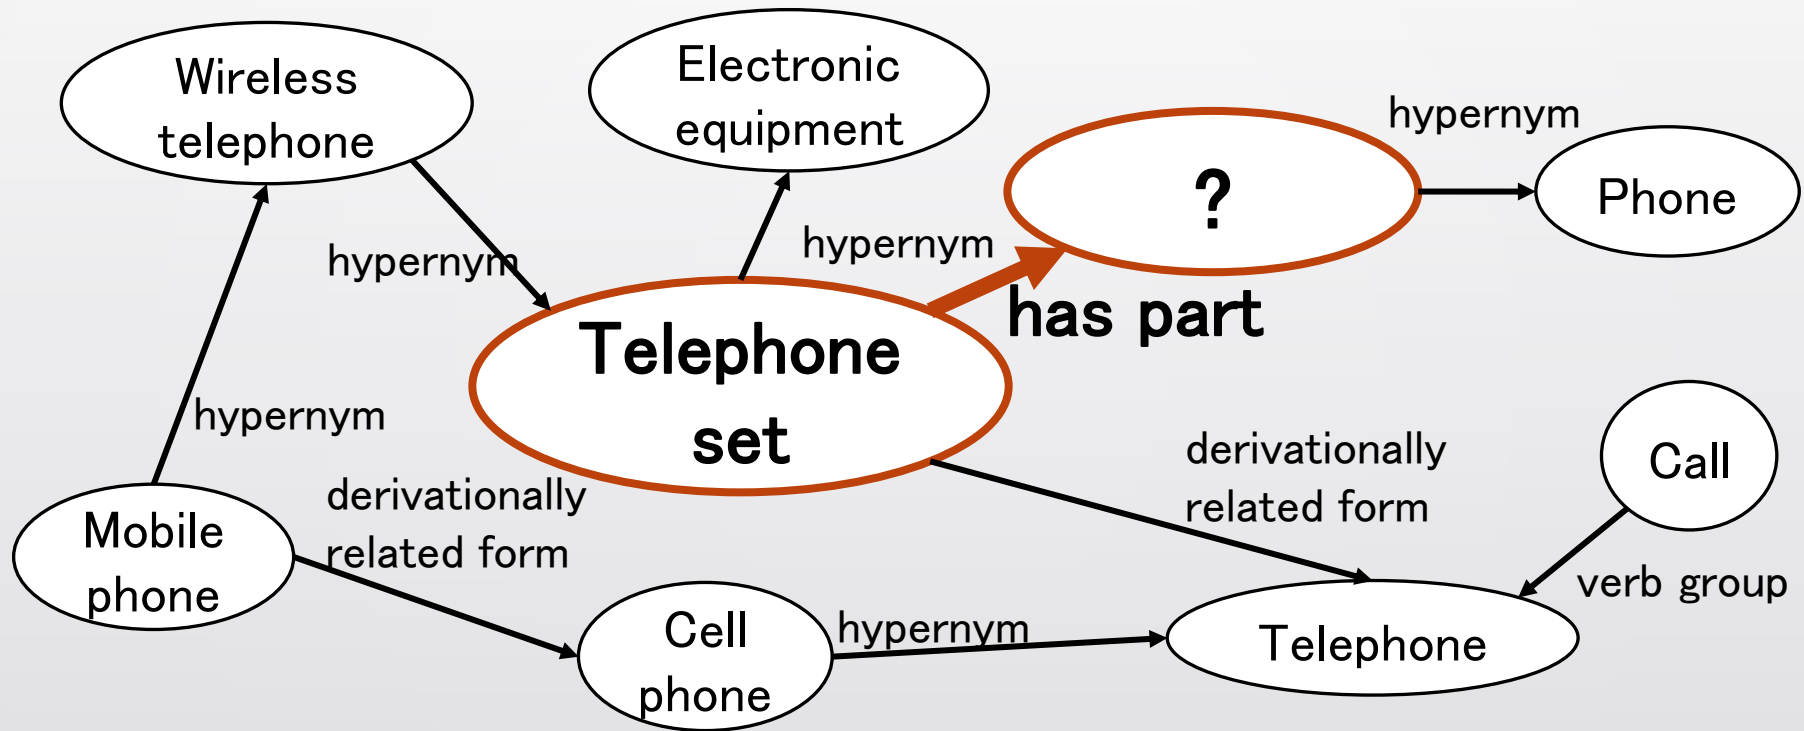 Wireless
telephone
Electronic
equipment
hypernym
?
Phone
hypernym
hypernym
has part
Telephone
set
hypernym
derivationally
related form
derivationally
related form
Call
Mobile
phone
verb group
Cell
phone
hypernym
Telephone